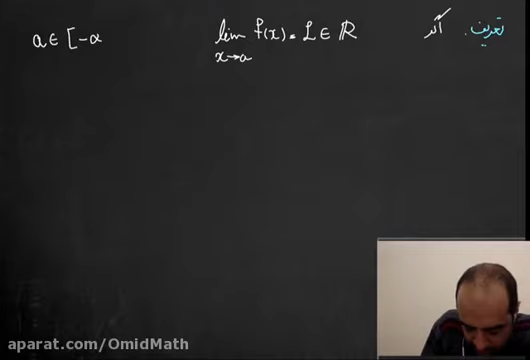 تعریف. اگر lim f(x) = L ∈ ℝ a ∈ [-∞
x→a
aparat.com/OmidMath